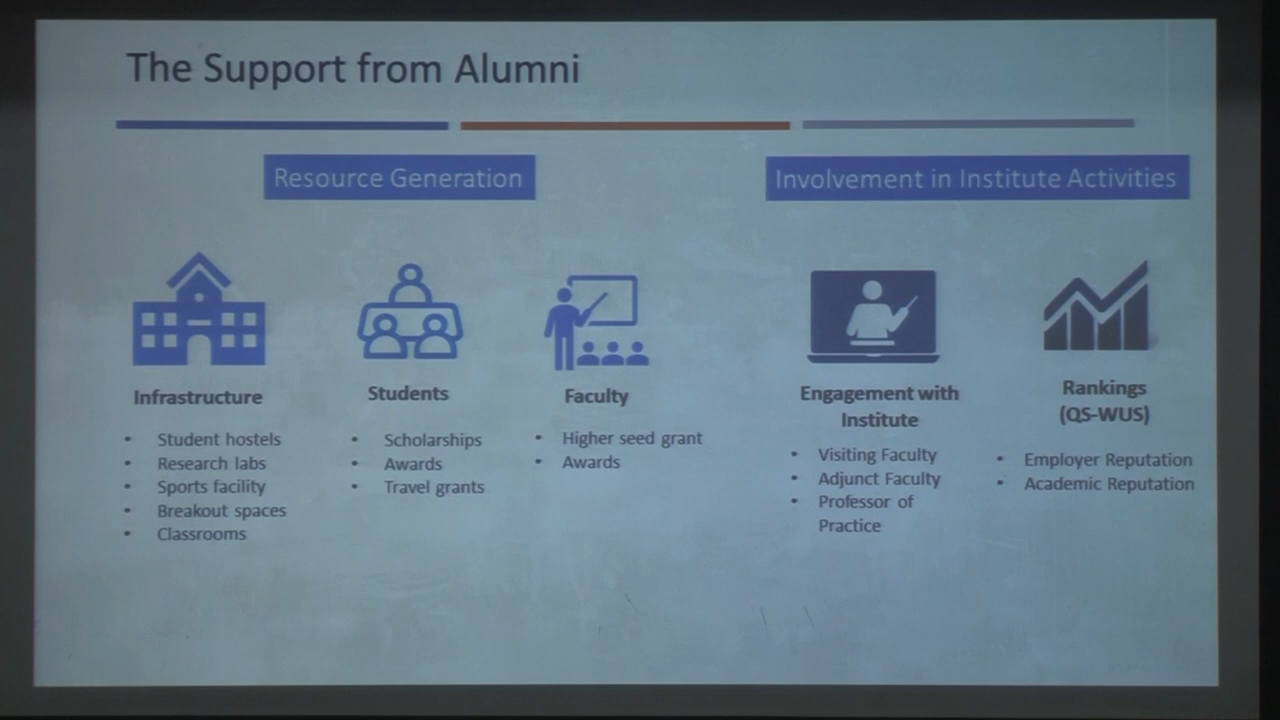 The Support from Alumni
Resource Generation
Involvement in Institute Activities
Infrastructure
• Student hostels
• Research labs
• Sports facility
• Breakout spaces
• Classrooms
Students
• Scholarships
• Awards
• Travel grants
Faculty
• Higher seed grant
• Awards
Engagement with
Institute
• Visiting Faculty
• Adjunct Faculty
• Professor of
Practice
Rankings
(QS-WUS)
• Employer Reputation
• Academic Reputation